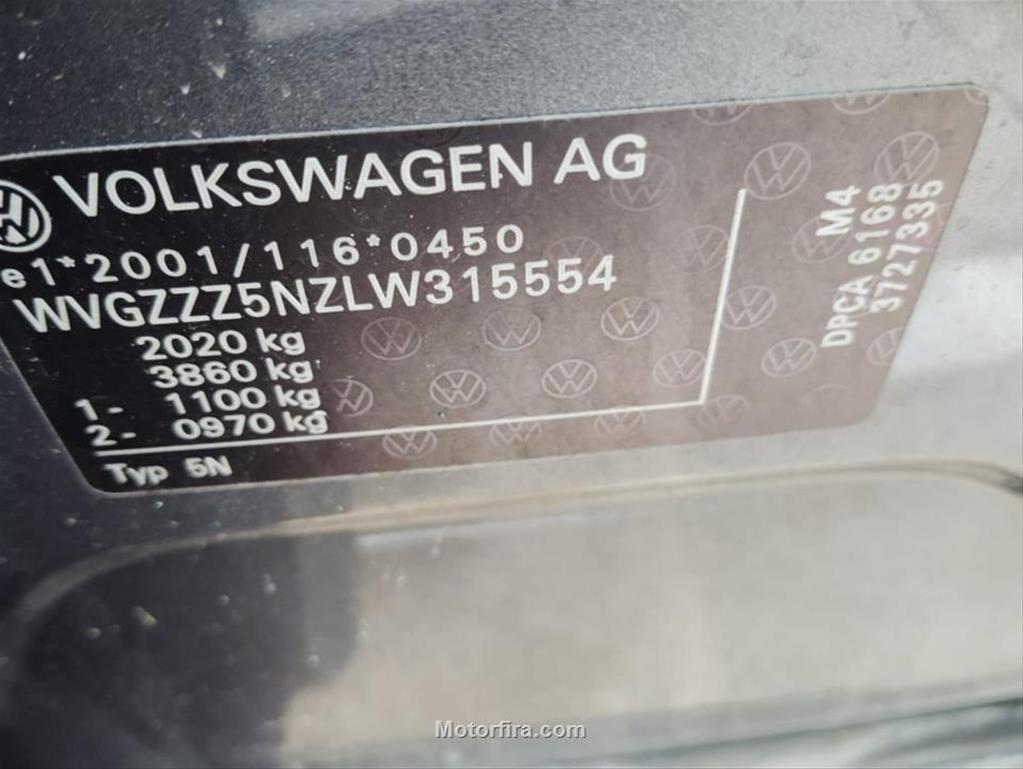 VOLKSWAGEN AG
e1*2001/116*0450
WVGZZZ5NZLW315554
2020 kg
3860 kg
1- 1100 kg
2- 0970 kg
Typ 5N
M4
DPCA 6168
3727335
Motorfira.com